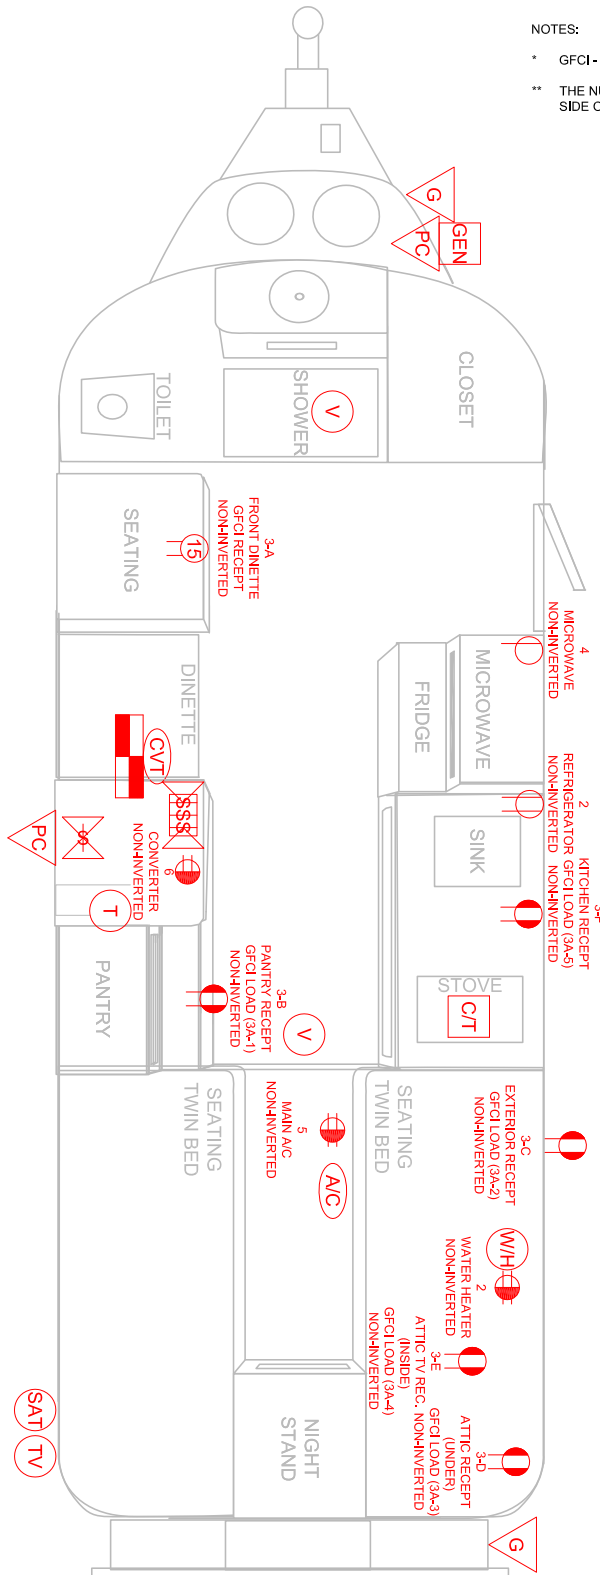 NOTES:
* GFCI -
** THE NU
SIDE O
G
PC
GEN
TOILET
SHOWER
V
CLOSET
SEATING
15
3-A
FRONT DINETTE
GFCI RECEPT
NON-INVERTED
4
MICROWAVE
NON-INVERTED
MICROWAVE
FRIDGE
DINETTE
CVT
SSS
2
REFRIGERATOR
NON-INVERTED
SINK
PC
$
6
CONVERTER
NON-INVERTED
3-F
KITCHEN RECEPT
GFCI LOAD (3A-5)
NON-INVERTED
T
PANTRY
3-B
PANTRY RECEPT
GFCI LOAD (3A-1)
NON-INVERTED
V
STOVE
C/T
SEATING
TWIN BED
5
MAIN A/C
NON-INVERTED
A/C
SEATING
TWIN BED
3-C
EXTERIOR RECEPT
GFCI LOAD (3A-2)
NON-INVERTED
W/H
2
WATER HEATER
NON-INVERTED
3-E
ATTIC TV REC.
(INSIDE)
GFCI LOAD (3A-4)
NON-INVERTED
3-D
ATTIC RECEPT
(UNDER)
GFCI LOAD (3A-3)
NON-INVERTED
SAT
TV
NIGHT
STAND
G